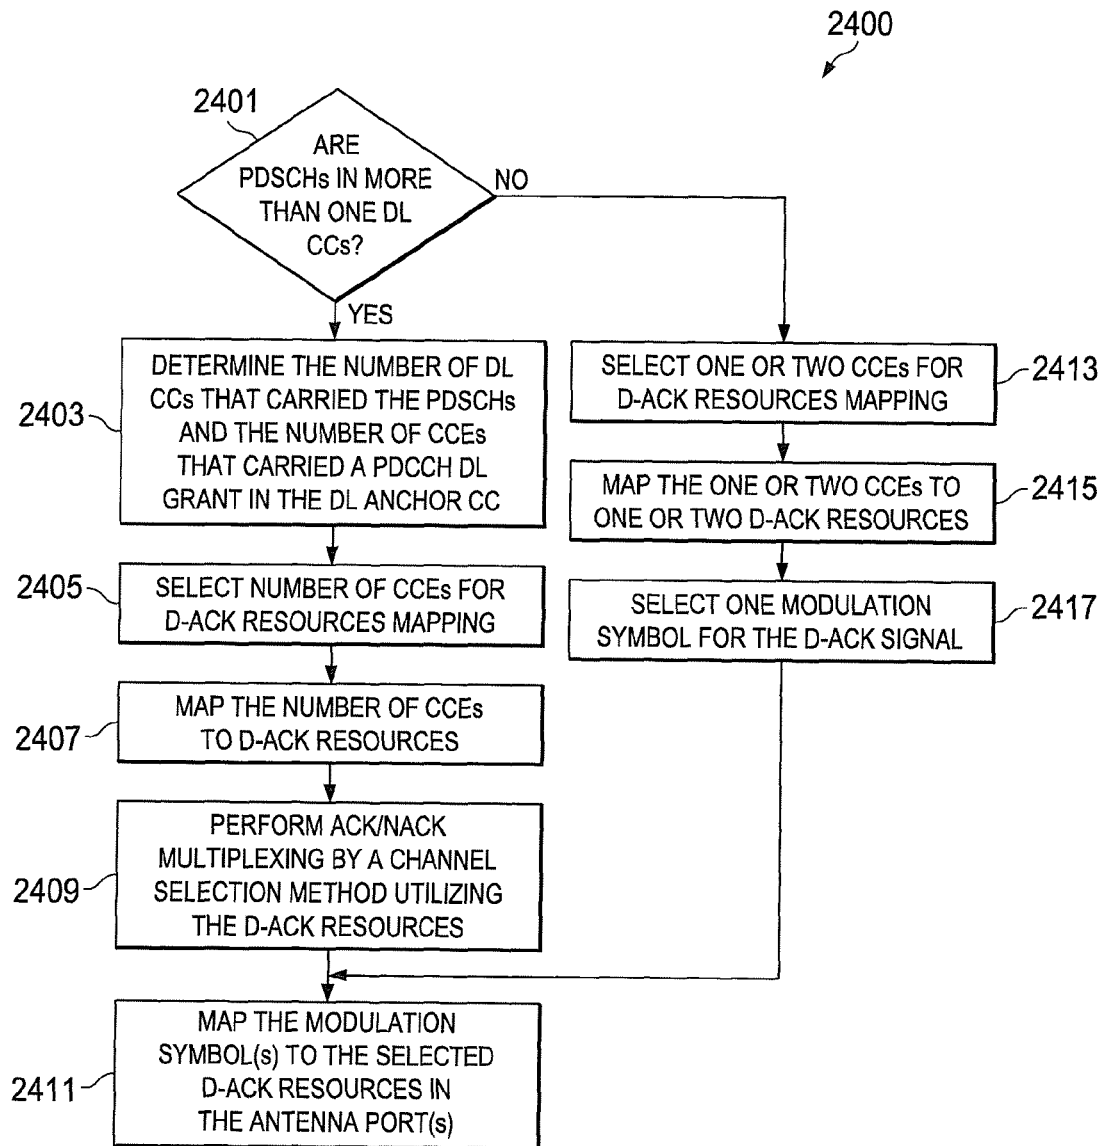 2400
2401
ARE
PDSCHs IN MORE
THAN ONE DL
CCs?
NO
YES
2403
DETERMINE THE NUMBER OF DL
CCs THAT CARRIED THE PDSCHs
AND THE NUMBER OF CCEs
THAT CARRIED A PDCCH DL
GRANT IN THE DL ANCHOR CC
2405
SELECT NUMBER OF CCEs FOR
D-ACK RESOURCES MAPPING
2407
MAP THE NUMBER OF CCEs
TO D-ACK RESOURCES
2409
PERFORM ACK/NACK
MULTIPLEXING BY A CHANNEL
SELECTION METHOD UTILIZING
THE D-ACK RESOURCES
2411
MAP THE MODULATION
SYMBOL(s) TO THE SELECTED
D-ACK RESOURCES IN
THE ANTENNA PORT(s)
SELECT ONE OR TWO CCEs FOR
D-ACK RESOURCES MAPPING
2413
MAP THE ONE OR TWO CCEs TO
ONE OR TWO D-ACK RESOURCES
2415
SELECT ONE MODULATION
SYMBOL FOR THE D-ACK SIGNAL
2417